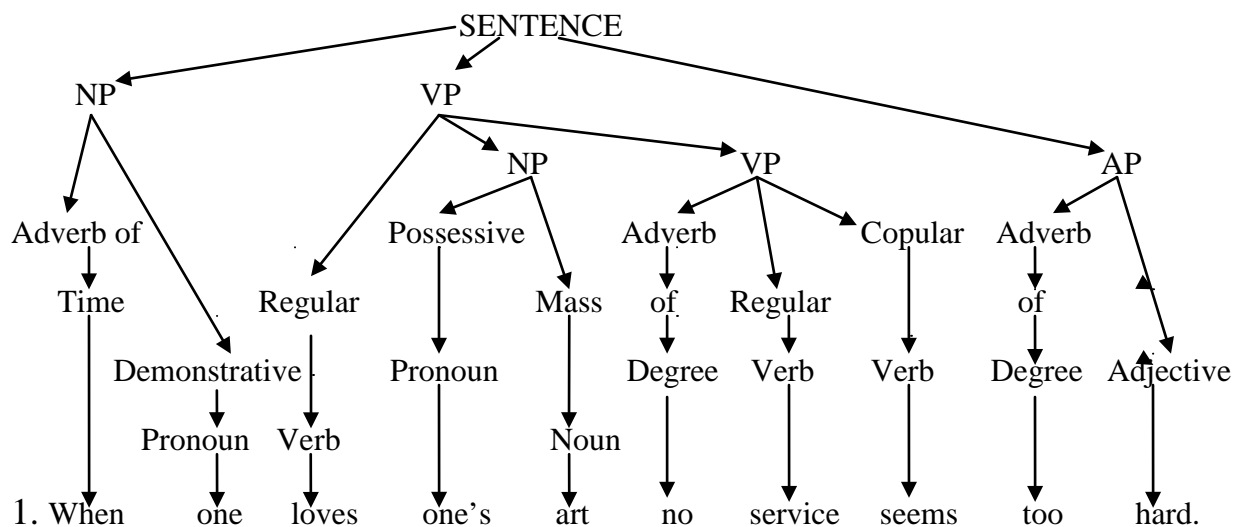 SENTENCE
NP VP
NP VP AP
Adverb of Possessive Adverb Copular Adverb
Time Regular Mass of Regular of
Demonstrative Pronoun Degree Verb Verb Degree Adjective
Pronoun Verb Noun
1. When one loves one's art no service seems too hard.